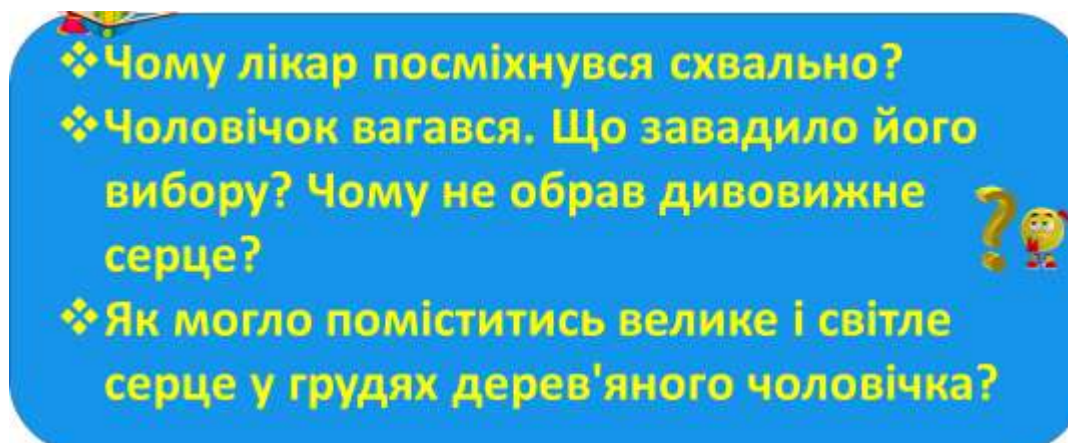 ❖Чому лікар посміхнувся схвально?
❖Чоловічок вагався. Що завадило його
вибору? Чому не обрав дивовижне
серце?
❖Як могло поміститись велике і світле
серце у грудях дерев'яного чоловічка?